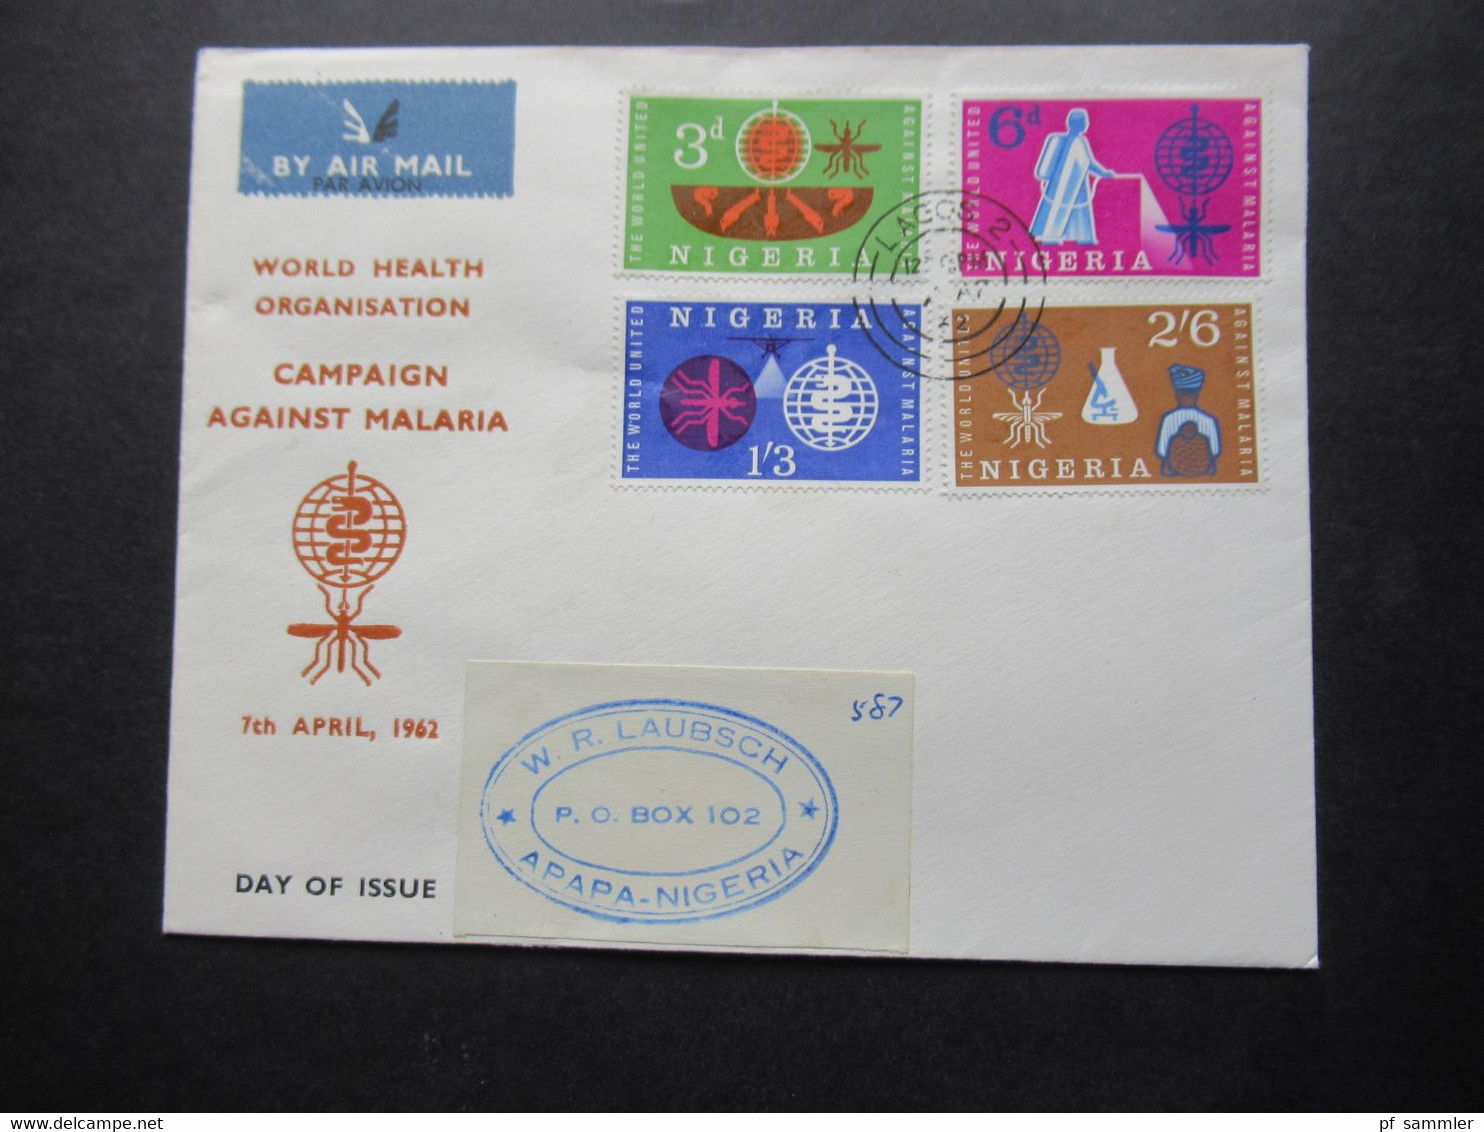 BY AIR MAIL
PAR AVION
WORLD HEALTH
ORGANISATION
CAMPAIGN
AGAINST MALARIA
7th APRIL, 1962
DAY OF ISSUE
THE WORLD UNITED
3d
AGAINST MALARIA
NIGERIA
THE WORLD UNITED
6d
AGAINST MALARIA
NIGERIA
THE WORLD UNITED
NIGERIA
1'3
AGAINST MALARIA
THE WORLD UNITED
2'6
AGAINST MALARIA
NIGERIA
LAGOS 2
12
587
W. R. LAUBSCH
P. O. BOX 102
APAPA-NIGERIA
www.delcampe.net
pf_sammler